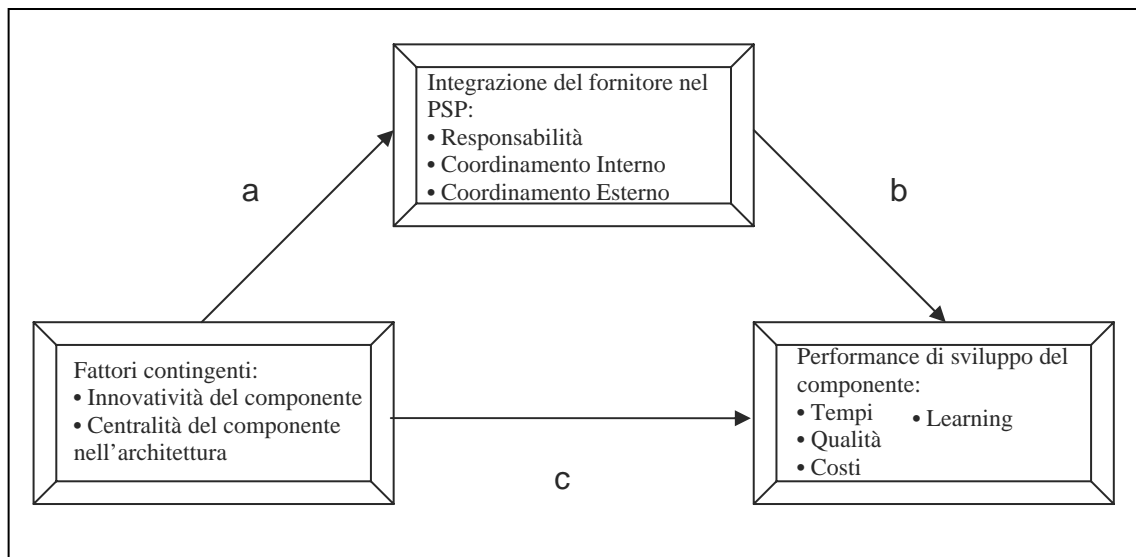 Integrazione del fornitore nel
PSP:
• Responsabilità
• Coordinamento Interno
• Coordinamento Esterno
a
b
Fattori contingenti:
• Innovatività del componente
• Centralità del componente
nell’architettura
Performance di sviluppo del
componente:
• Tempi
• Learning
• Qualità
• Costi
c